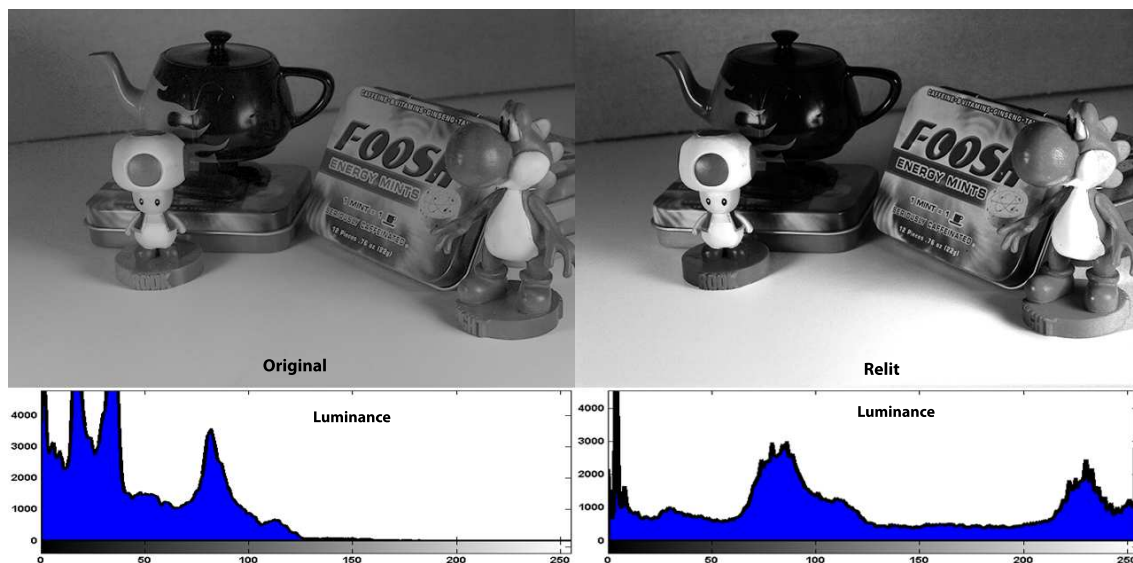 CAFFEINE•B-VITAMINS•GINSENG•TA
FOOSH
ENERGY MINTS
1 MINT = 1
SERIOUSLY CAFFEINATED
12 Pieces .76 oz (22g)
Original
CAFFEINE•B-VITAMINS•GINSENG•TA
FOOSH
ENERGY MINTS
1 MINT = 1
SERIOUSLY CAFFEINATED
12 Pieces .76 oz (22g)
Relit
Luminance
4000
3000
2000
1000
0
0 50 100 150 200 250
Luminance
4000
3000
2000
1000
0
0 50 100 150 200 250